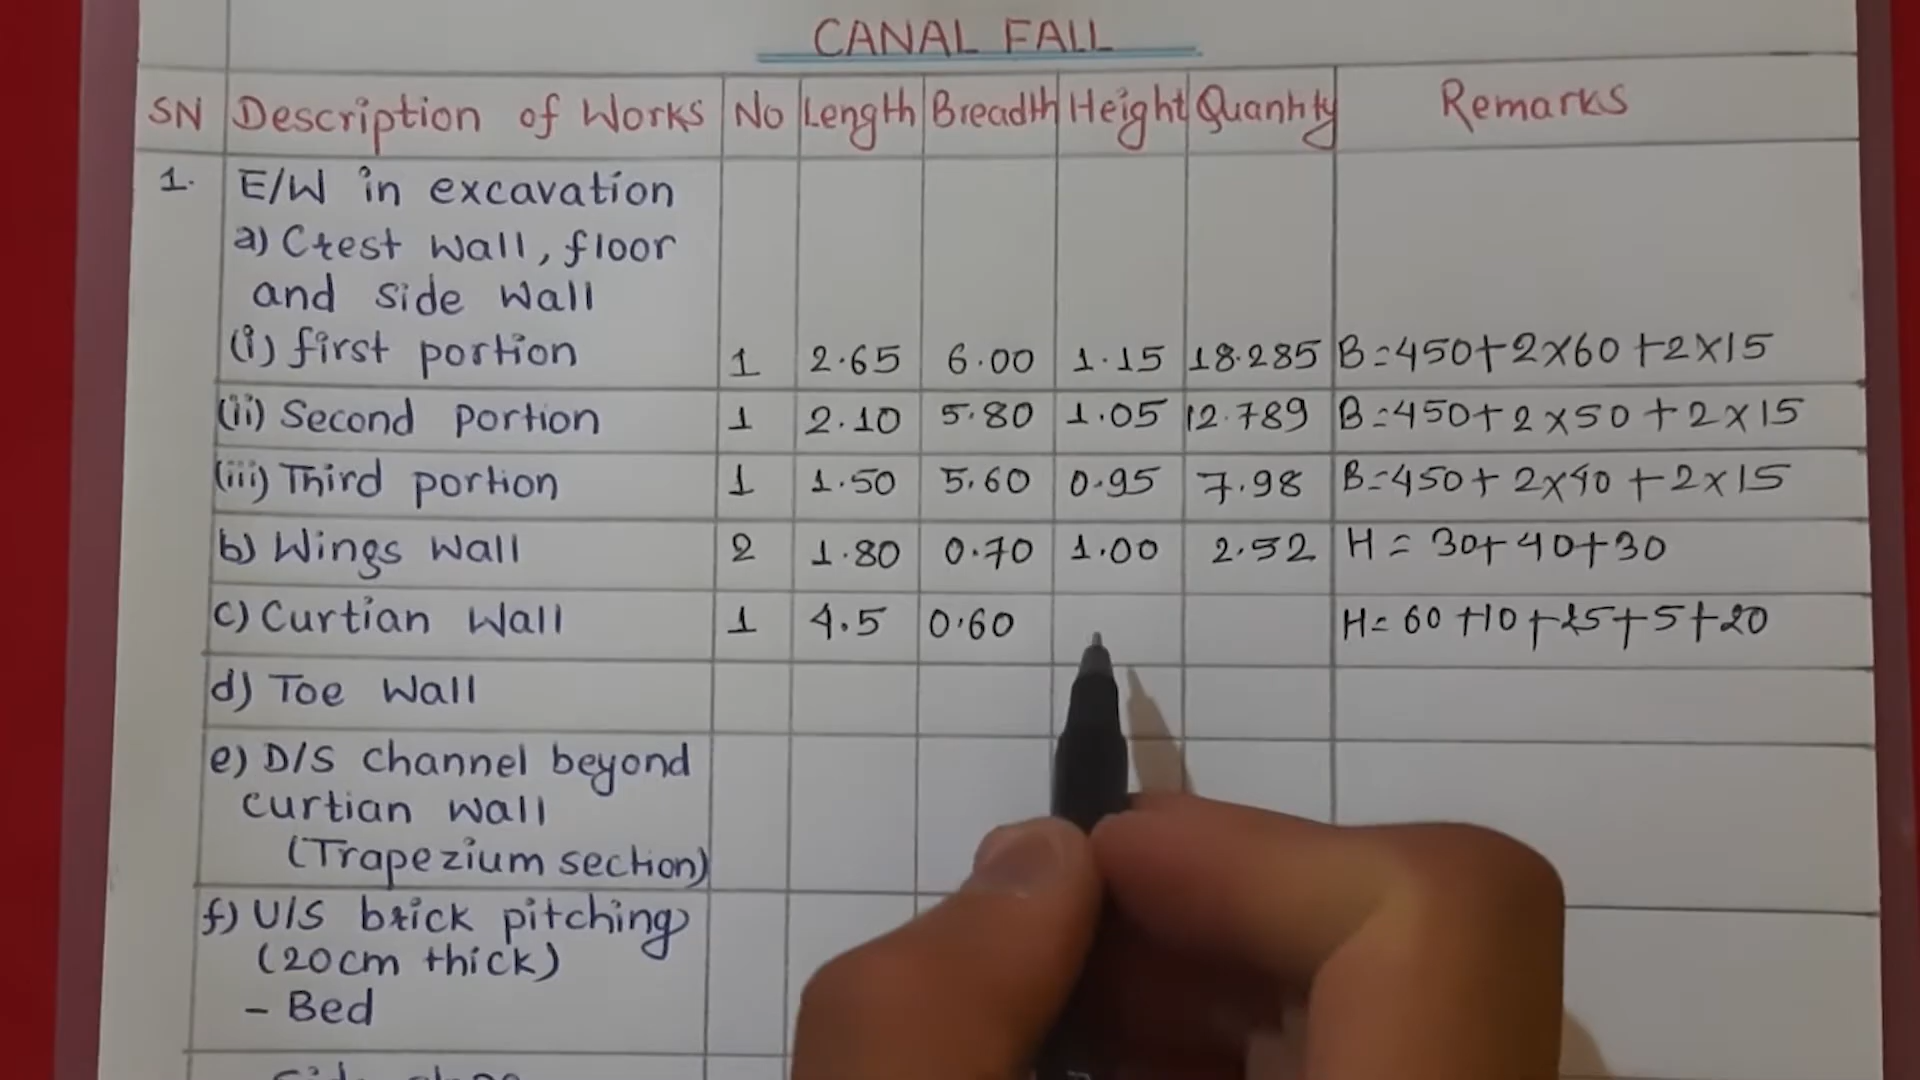 CANAL FALL
SN Description of Works No Length Breadth Height Quantity Remarks
1. E/W in excavation
a) Crest wall, floor
and side wall
(i) first portion 1 2.65 6.00 1.15 18.285 B=450+2x60+2x15
(ii) Second portion 1 2.10 5.80 1.05 12.789 B=450+2x50+2x15
(iii) Third portion 1 1.50 5.60 0.95 7.98 B=450+2x40+2x15
b) Wings wall 2 1.80 0.70 1.00 2.52 H = 30+40+30
c) Curtian wall 1 4.5 0.60 H= 60+10+25+5+20
d) Toe wall
e) D/S channel beyond
curtian wall
(Trapezium section)
f) U/S brick pitching
(20cm thick)
- Bed